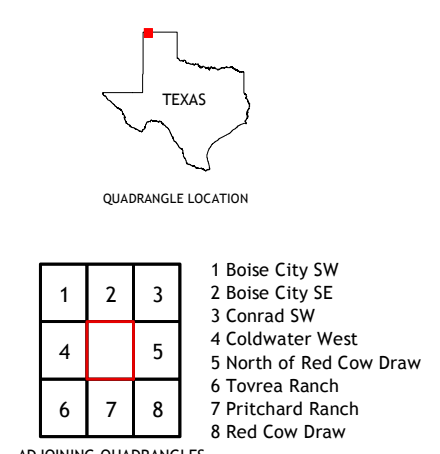 TEXAS
QUADRANGLE LOCATION
1 2 3
4 5
6 7 8
1 Boise City SW
2 Boise City SE
3 Conrad SW
4 Coldwater West
5 North of Red Cow Draw
6 Tovrea Ranch
7 Pritchard Ranch
8 Red Cow Draw
ADJOINING QUADRANGLES